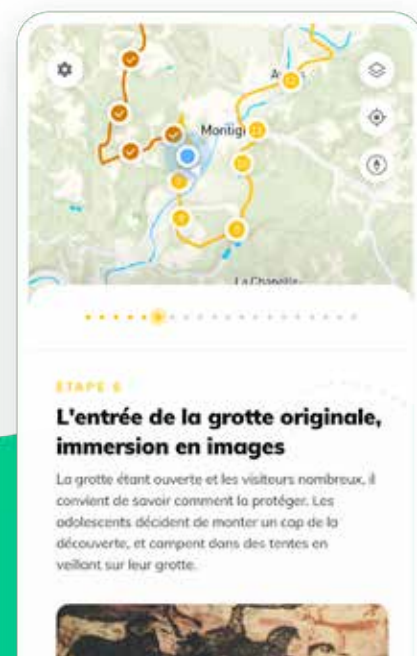 Montigi
La Chapelle-
ETAPE 6
L'entrée de la grotte originale,
immersion en images
La grotte étant ouverte et les visiteurs nombreux, il
convient de savoir comment la protéger. Les
adolescents décident de monter un cap de la
découverte, et campent dans des tentes en
veillant sur leur grotte.